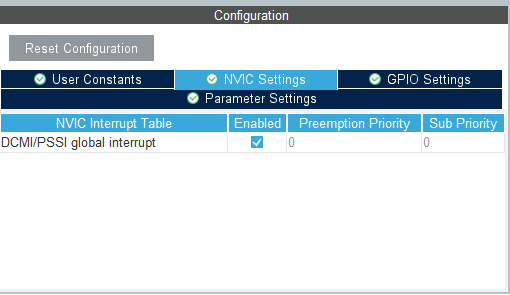 Configuration
Reset Configuration
User Constants NVIC Settings GPIO Settings
Parameter Settings
NVIC Interrupt Table Enabled Preemption Priority Sub Priority
DCMI/PSSI global interrupt 0 0